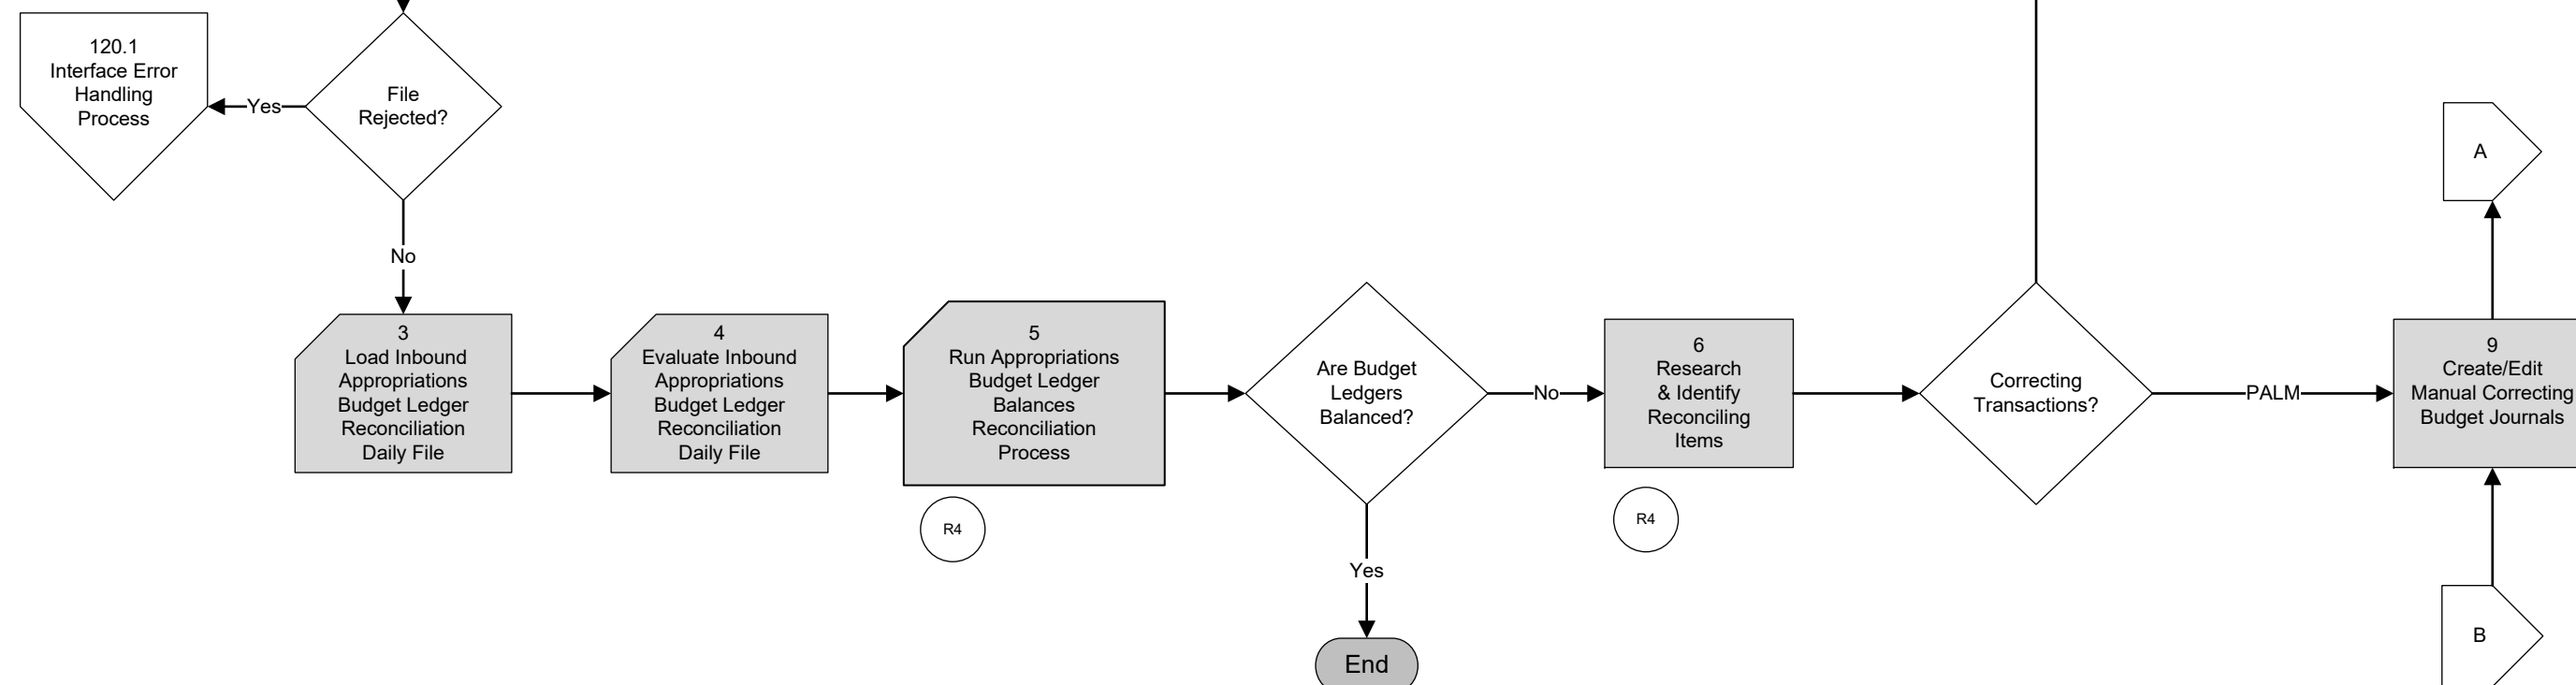 120.1
Interface Error
Handling
Process
Yes
File
Rejected?
No
3
Load Inbound
Appropriations
Budget Ledger
Reconciliation
Daily File
4
Evaluate Inbound
Appropriations
Budget Ledger
Reconciliation
Daily File
5
Run Appropriations
Budget Ledger
Balances
Reconciliation
Process
R4
Are Budget
Ledgers
Balanced?
No
Yes
End
6
Research
& Identify
Reconciling
Items
R4
Correcting
Transactions?
PALM
A
9
Create/Edit
Manual Correcting
Budget Journals
B